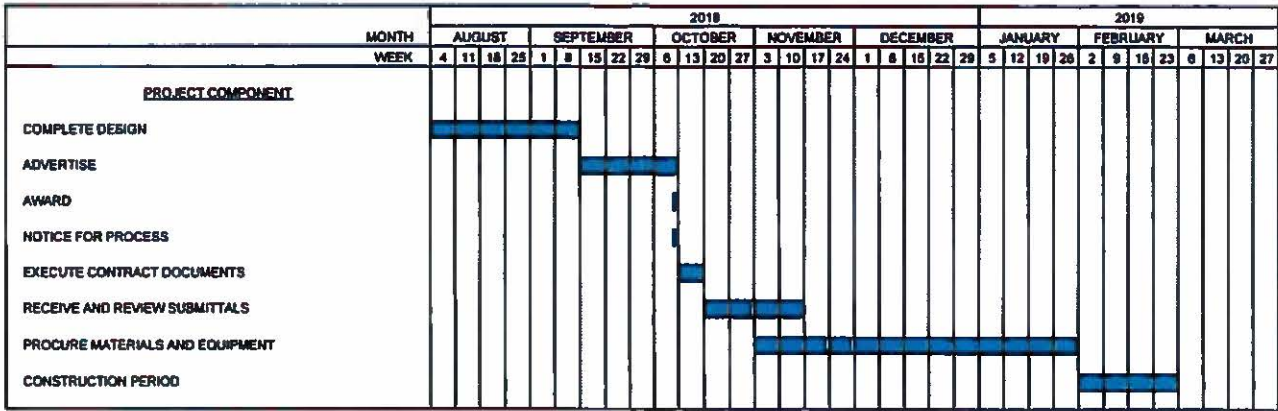 2018 2019
MONTH AUGUST SEPTEMBER OCTOBER NOVEMBER DECEMBER JANUARY FEBRUARY MARCH
WEEK 4 11 18 25 1 8 15 22 29 6 13 20 27 3 10 17 24 1 8 15 22 29 5 12 19 26 2 9 16 23 6 13 20 27
PROJECT COMPONENT
COMPLETE DESIGN
ADVERTISE
AWARD
NOTICE FOR PROCESS
EXECUTE CONTRACT DOCUMENTS
RECEIVE AND REVIEW SUBMITTALS
PROCURE MATERIALS AND EQUIPMENT
CONSTRUCTION PERIOD